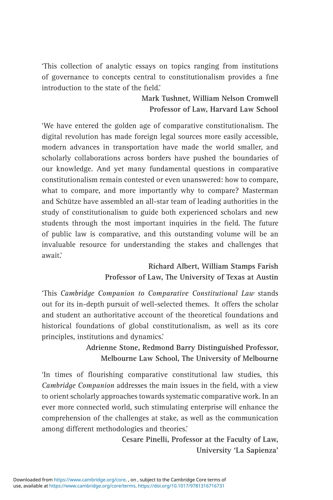 'This collection of analytic essays on topics ranging from institutions
of governance to concepts central to constitutionalism provides a fine
introduction to the state of the field.'
Mark Tushnet, William Nelson Cromwell
Professor of Law, Harvard Law School
'We have entered the golden age of comparative constitutionalism. The
digital revolution has made foreign legal sources more easily accessible,
modern advances in transportation have made the world smaller, and
scholarly collaborations across borders have pushed the boundaries of
our knowledge. And yet many fundamental questions in comparative
constitutionalism remain contested or even unanswered: how to compare,
what to compare, and more importantly why to compare? Masterman
and Schütze have assembled an all-star team of leading authorities in the
study of constitutionalism to guide both experienced scholars and new
students through the most important inquiries in the field. The future
of public law is comparative, and this outstanding volume will be an
invaluable resource for understanding the stakes and challenges that
await.'
Richard Albert, William Stamps Farish
Professor of Law, The University of Texas at Austin
'This Cambridge Companion to Comparative Constitutional Law stands
out for its in-depth pursuit of well-selected themes. It offers the scholar
and student an authoritative account of the theoretical foundations and
historical foundations of global constitutionalism, as well as its core
principles, institutions and dynamics.'
Adrienne Stone, Redmond Barry Distinguished Professor,
Melbourne Law School, The University of Melbourne
'In times of flourishing comparative constitutional law studies, this
Cambridge Companion addresses the main issues in the field, with a view
to orient scholarly approaches towards systematic comparative work. In an
ever more connected world, such stimulating enterprise will enhance the
comprehension of the challenges at stake, as well as the communication
among different methodologies and theories.'
Cesare Pinelli, Professor at the Faculty of Law,
University 'La Sapienza'
Downloaded from https://www.cambridge.org/core, , on , subject to the Cambridge Core terms of
use, available at https://www.cambridge.org/core/terms. https://doi.org/10.1017/9781316716731